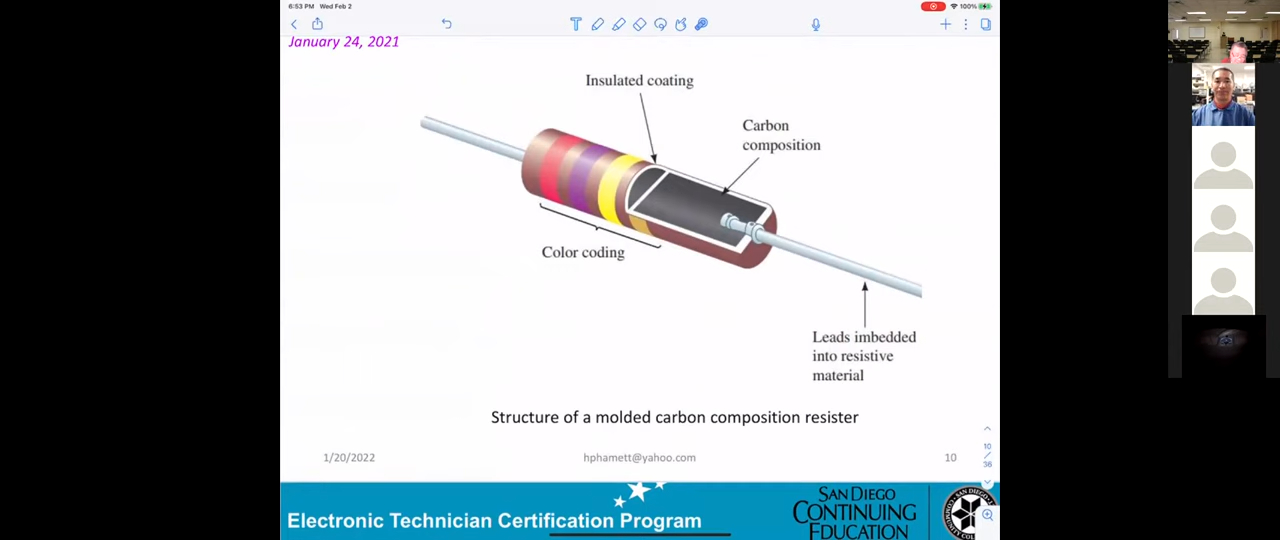 6:53 PM Wed Feb 2
100%
January 24, 2021
Insulated coating
Carbon
composition
Color coding
Leads imbedded
into resistive
material
Structure of a molded carbon composition resister
1/20/2022
hphamett@yahoo.com
10
10
/
36
Electronic Technician Certification Program
SAN DIEGO
CONTINUING
EDUCATION